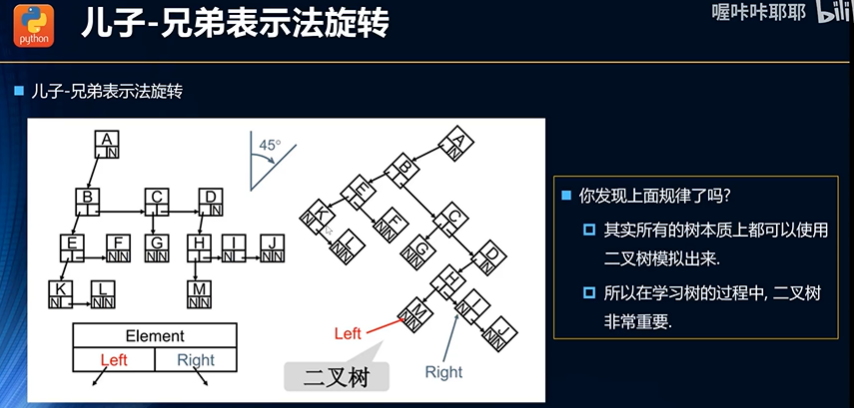 python
儿子-兄弟表示法旋转
喔咔咔耶耶
bili
儿子-兄弟表示法旋转
A
N
B
C
D
N
E
F
N N
G
N N
H
I
N
J
N N
K
N
L
N N
M
N N
Element
Left
Right
45°
A
N
B
E
C
D
N
K
N
F
N N
G
N N
H
L
N N
M
N N
I
N
J
N N
Left
Right
二叉树
你发现上面规律了吗?
其实所有的树本质上都可以使用
二叉树模拟出来.
所以在学习树的过程中, 二叉树
非常重要.